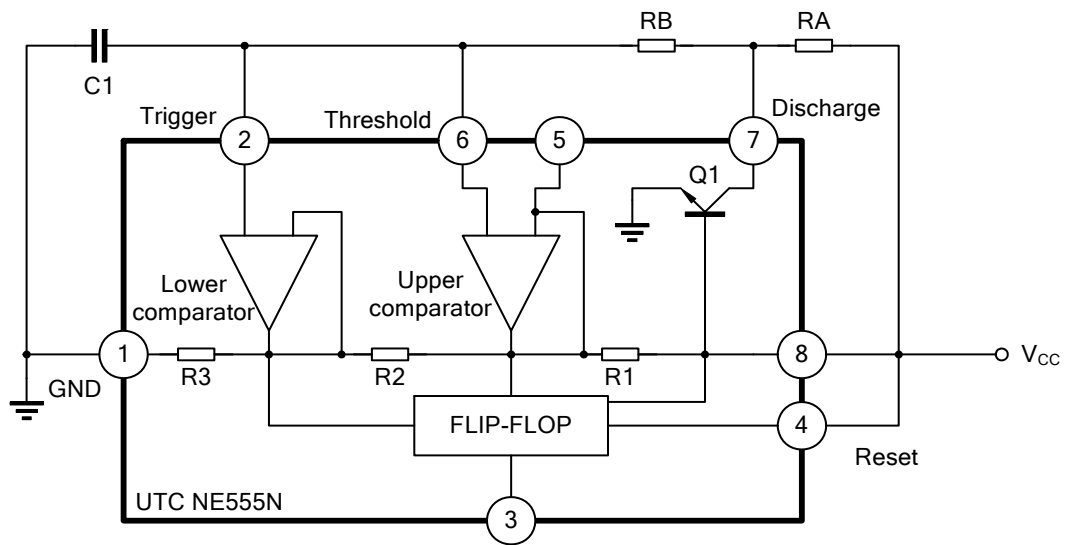 RB
RA
C1
Trigger
Threshold
Discharge
2
6
5
7
Q1
Lower
comparator
Upper
comparator
1
R3
R2
R1
8
VCC
GND
FLIP-FLOP
4
Reset
UTC NE555N
3